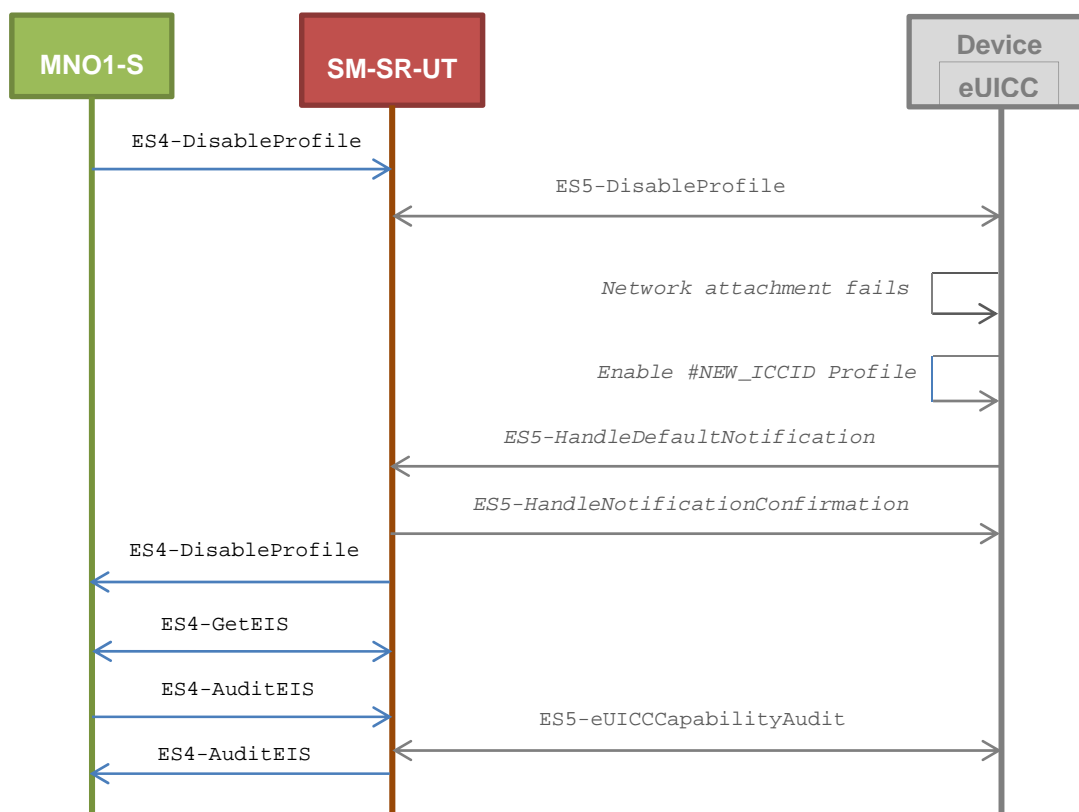 MNO1-S
SM-SR-UT
Device
eUICC
ES4-DisableProfile
ES5-DisableProfile
Network attachment fails
Enable #NEW_ICCID Profile
ES5-HandleDefaultNotification
ES5-HandleNotificationConfirmation
ES4-DisableProfile
ES4-GetEIS
ES4-AuditEIS
ES5-eUICCCapabilityAudit
ES4-AuditEIS